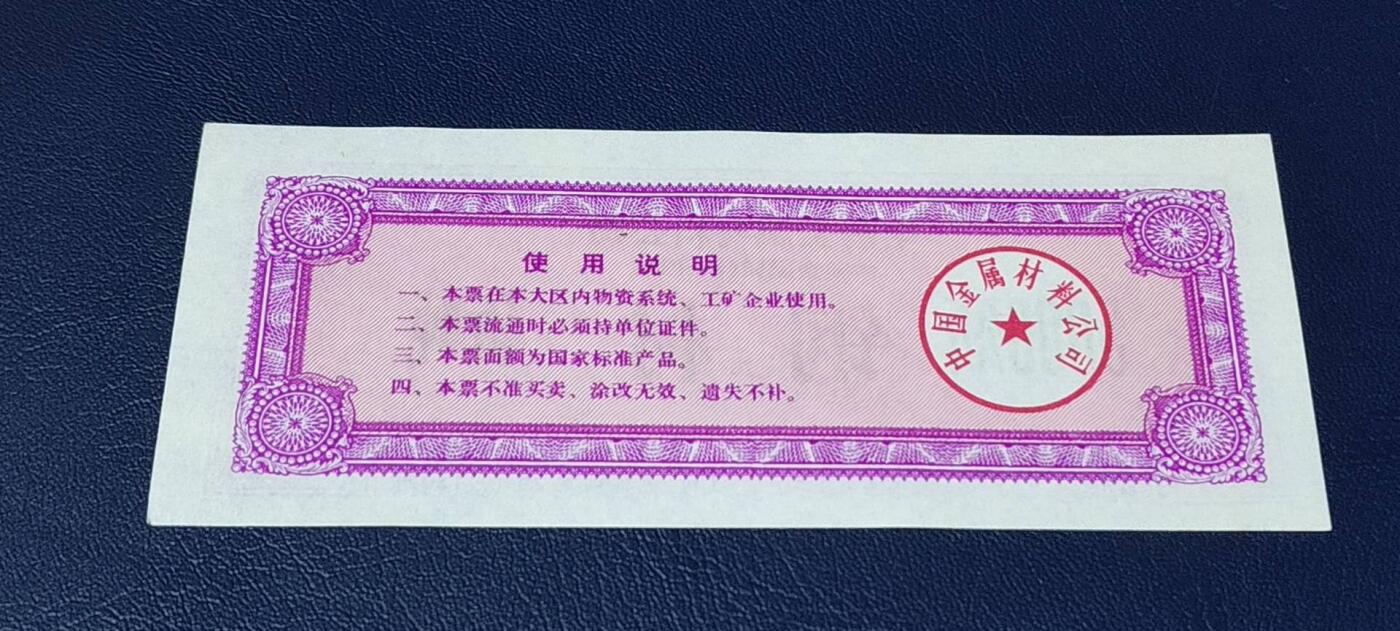 使用说明
一、本票在本大区内物资系统、工矿企业使用。
二、本票流通时必须持单位证件。
三、本票面额为国家标准产品。
四、本票不准买卖、涂改无效、遗失不补。
中国金属材料公司